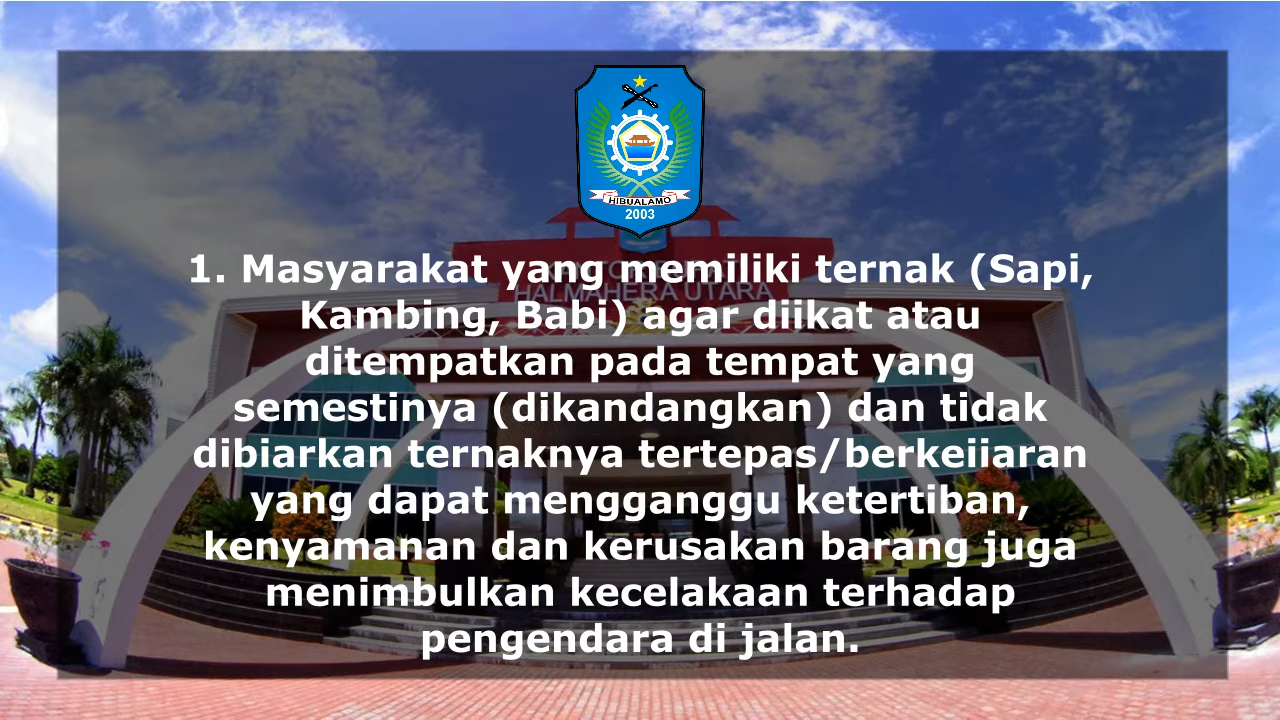 HIBUALAMO
2003
HALMAHERA UTARA
1. Masyarakat yang memiliki ternak (Sapi,
Kambing, Babi) agar diikat atau
ditempatkan pada tempat yang
semestinya (dikandangkan) dan tidak
dibiarkan ternaknya tertepas/berkeiiaran
yang dapat mengganggu ketertiban,
kenyamanan dan kerusakan barang juga
menimbulkan kecelakaan terhadap
pengendara di jalan.